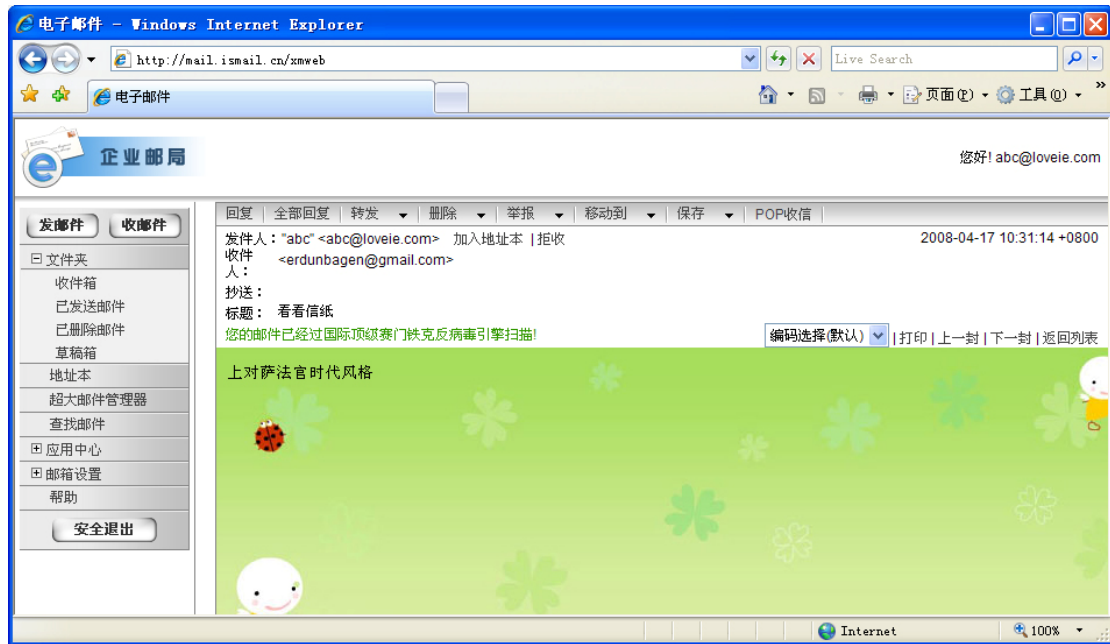 电子邮件 - Windows Internet Explorer
http://mail.ismail.cn/xmweb
Live Search
电子邮件
页面(P)
工具(O)
»
企业邮局
您好! abc@loveie.com
发邮件 收邮件
文件夹
收件箱
已发送邮件
已删除邮件
草稿箱
地址本
超大邮件管理器
查找邮件
应用中心
邮箱设置
帮助
安全退出
回复 | 全部回复 | 转发 | 删除 | 举报 | 移动到 | 保存 | POP收信 |
发件人："abc" <abc@loveie.com> 加入地址本 | 拒收
2008-04-17 10:31:14 +0800
收件人： <erdunbagen@gmail.com>
抄送：
标题： 看看信纸
您的邮件已经过国际顶级赛门铁克反病毒引擎扫描!
编码选择(默认) | 打印 | 上一封 | 下一封 | 返回列表
上对萨法官时代风格
Internet
100%